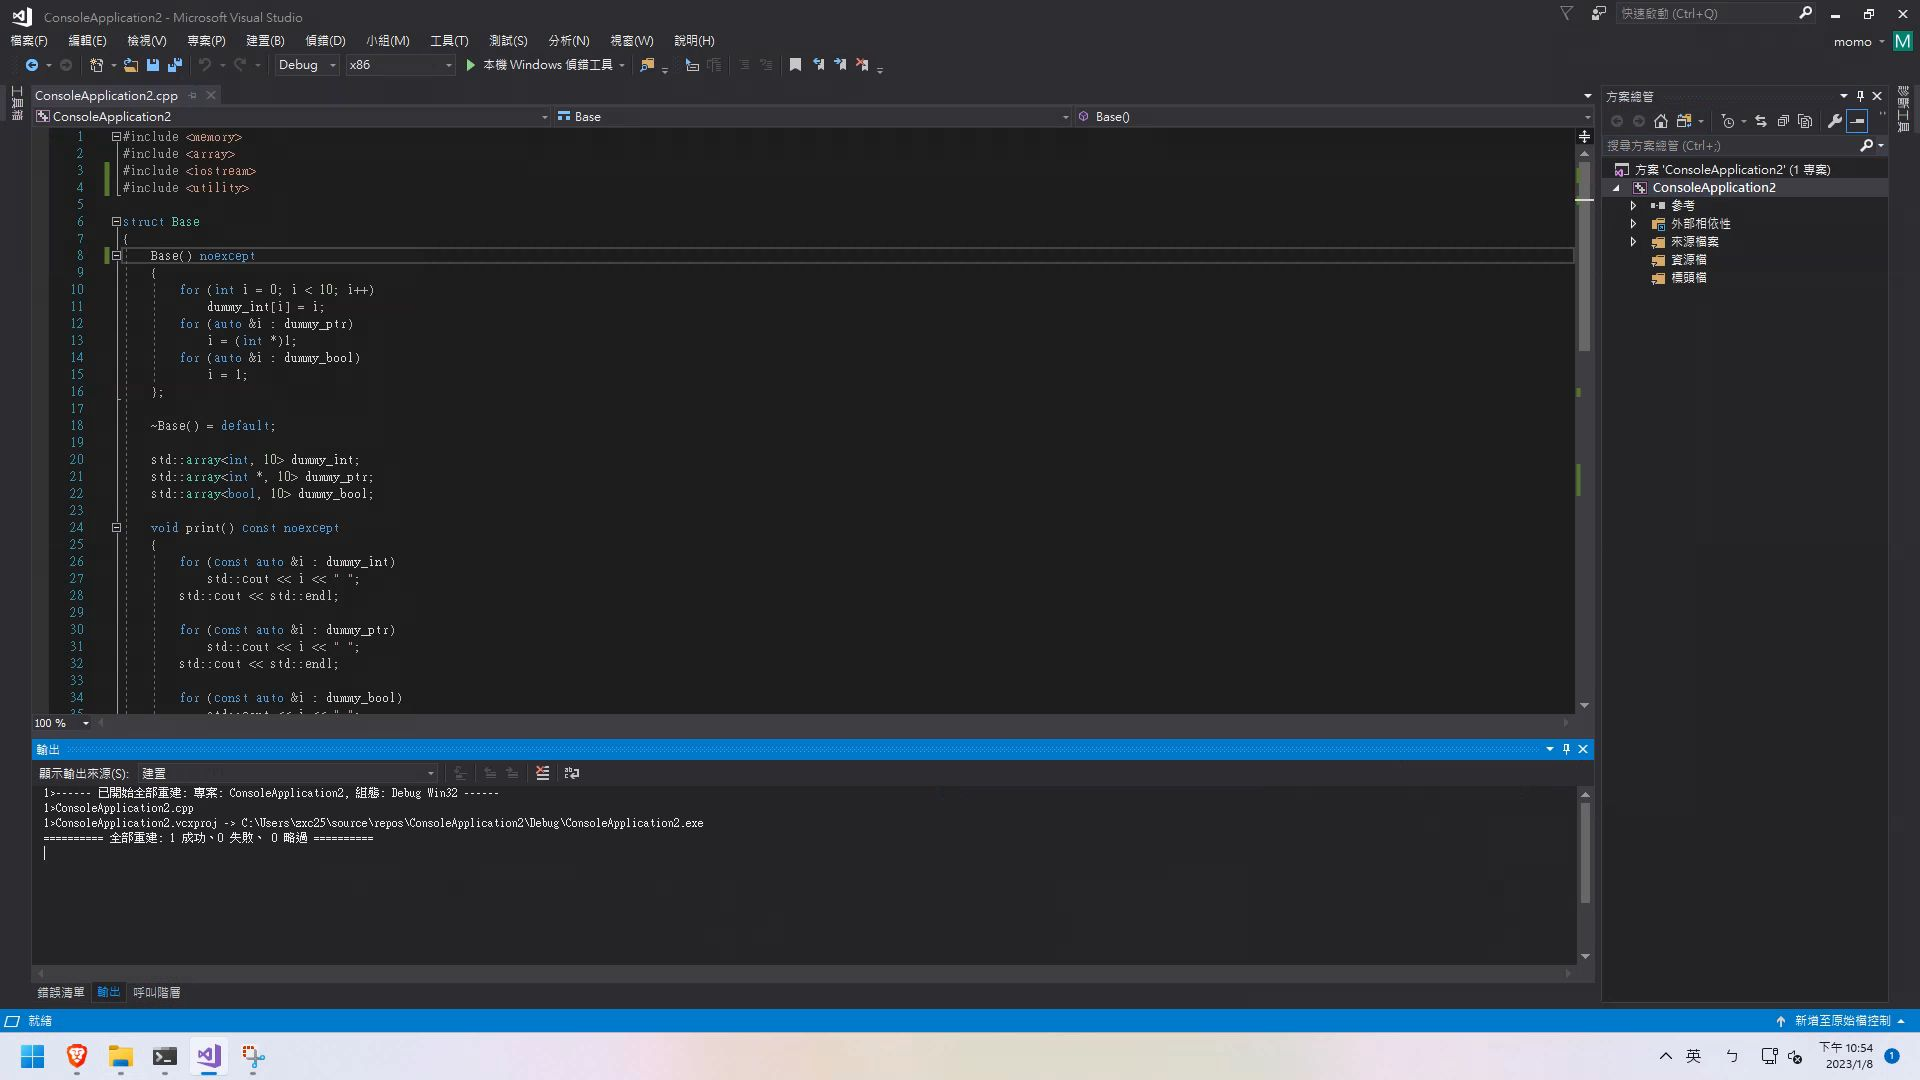 ConsoleApplication2 - Microsoft Visual Studio
快速啟動 (Ctrl+Q)
檔案(F) 編輯(E) 檢視(V) 專案(P) 建置(B) 偵錯(D) 小組(M) 工具(T) 測試(S) 分析(N) 視窗(W) 說明(H)
momo M
Debug x86 本機 Windows 偵錯工具
工具箱
ConsoleApplication2.cpp
ConsoleApplication2 Base Base()
1 #include <memory>
2 #include <array>
3 #include <iostream>
4 #include <utility>
5
6 struct Base
7 {
8 Base() noexcept
9 {
10 for (int i = 0; i < 10; i++)
11 dummy_int[i] = i;
12 for (auto &i : dummy_ptr)
13 i = (int *)1;
14 for (auto &i : dummy_bool)
15 i = 1;
16 };
17
18 ~Base() = default;
19
20 std::array<int, 10> dummy_int;
21 std::array<int *, 10> dummy_ptr;
22 std::array<bool, 10> dummy_bool;
23
24 void print() const noexcept
25 {
26 for (const auto &i : dummy_int)
27 std::cout << i << " ";
28 std::cout << std::endl;
29
30 for (const auto &i : dummy_ptr)
31 std::cout << i << " ";
32 std::cout << std::endl;
33
34 for (const auto &i : dummy_bool)
35 std::cout << i << " ";
100 %
輸出
顯示輸出來源(S): 建置
1>------ 已開始全部重建: 專案: ConsoleApplication2, 組態: Debug Win32 ------
1>ConsoleApplication2.cpp
1>ConsoleApplication2.vcxproj -> C:\Users\zxc25\source\repos\ConsoleApplication2\Debug\ConsoleApplication2.exe
========== 全部重建: 1 成功、0 失敗、 0 略過 ==========
錯誤清單 輸出 呼叫階層
方案總管
搜尋方案總管 (Ctrl+;)
方案 'ConsoleApplication2' (1 專案)
ConsoleApplication2
參考
外部相依性
來源檔案
資源檔
標頭檔
診斷工具
就緒
新增至原始檔控制
英 ㄅ
下午 10:54
2023/1/8
1